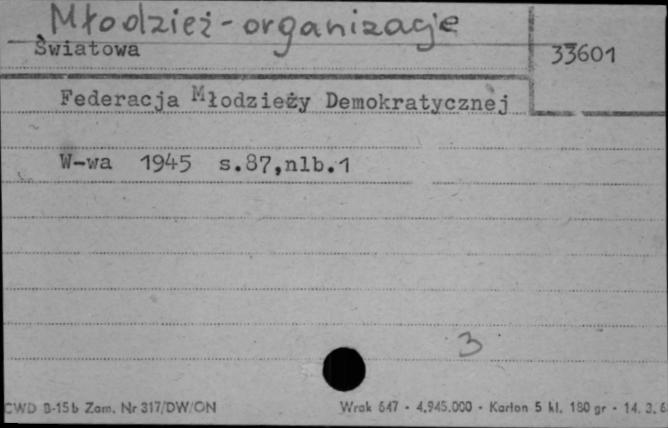 Młodzież-organizacje
Światowa
33601
Federacja Młodzieży Demokratycznej
W-wa 1945 s.87,nlb.1
3
CWD B-15b Zam. Nr 317/DW/ON
Wrak 647 - 4.945.000 - Karton 5 kl. 180 gr - 14. 3. 6